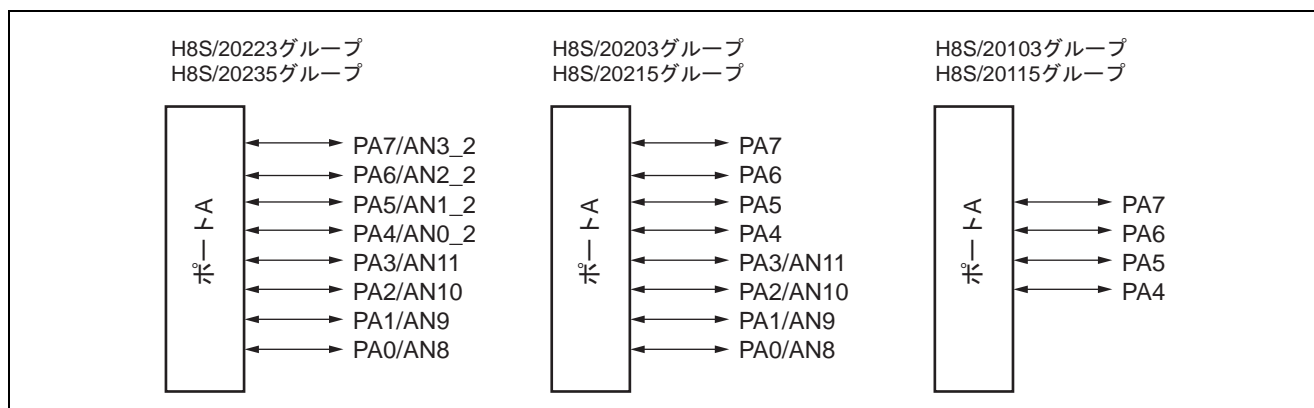 H8S/20223グループ
H8S/20235グループ
ポートA
PA7/AN3_2
PA6/AN2_2
PA5/AN1_2
PA4/AN0_2
PA3/AN11
PA2/AN10
PA1/AN9
PA0/AN8
H8S/20203グループ
H8S/20215グループ
ポートA
PA7
PA6
PA5
PA4
PA3/AN11
PA2/AN10
PA1/AN9
PA0/AN8
H8S/20103グループ
H8S/20115グループ
ポートA
PA7
PA6
PA5
PA4